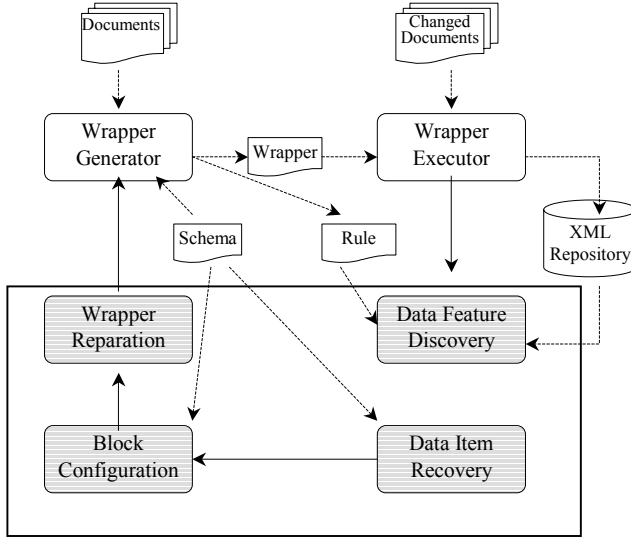 Documents
Changed
Documents
Wrapper
Generator
Wrapper
Wrapper
Executor
Schema
Rule
XML
Repository
Wrapper
Reparation
Data Feature
Discovery
Block
Configuration
Data Item
Recovery